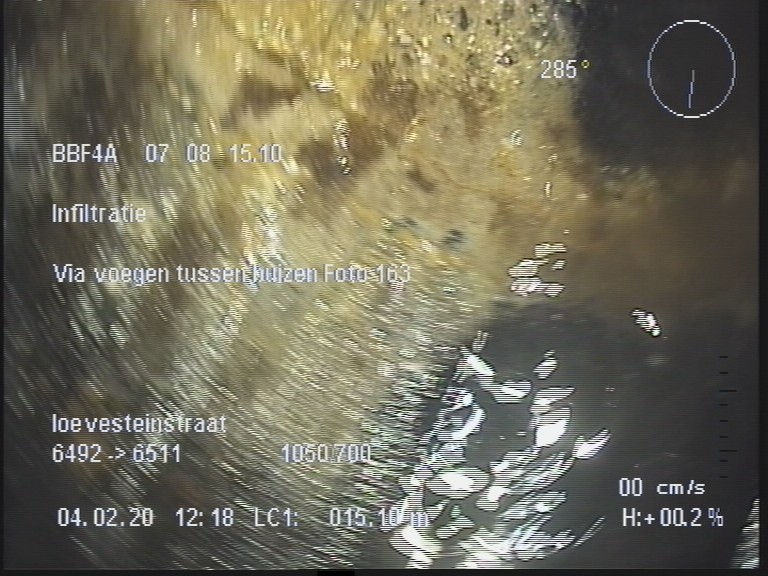 285°
BBF4A 07 08 15.10
Infiltratie
Via voegen tussen buizen Foto 163
loevesteinstraat
6492 -> 6511 1050/700
00 cm/s
04.02.20 12:18 LC1: 015.10 m H:+00.2 %